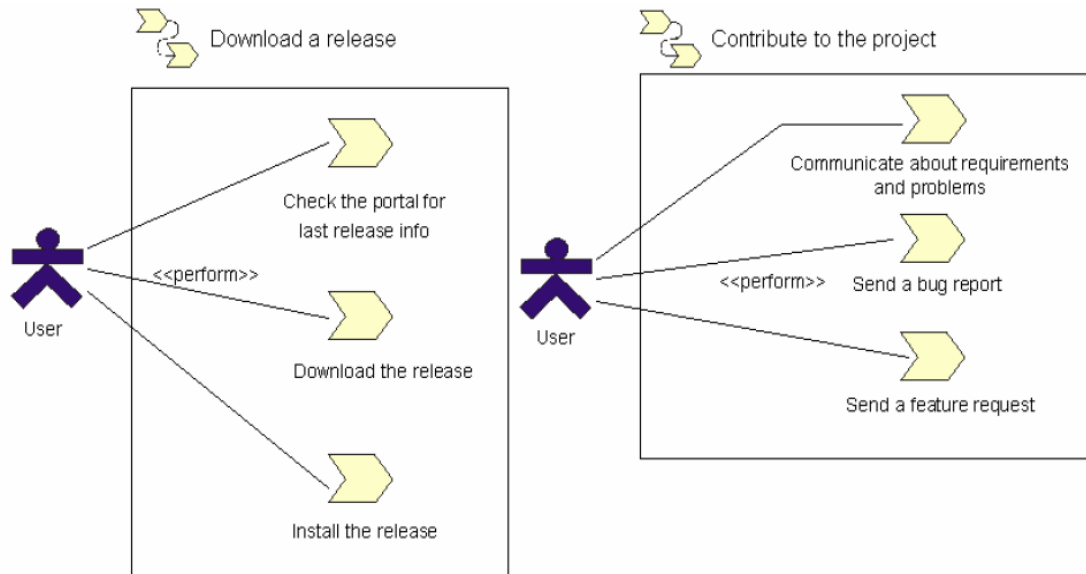 Download a release
Check the portal for
last release info
<<perform>>
User
Download the release
Install the release
Contribute to the project
Communicate about requirements
and problems
<<perform>>
Send a bug report
User
Send a feature request